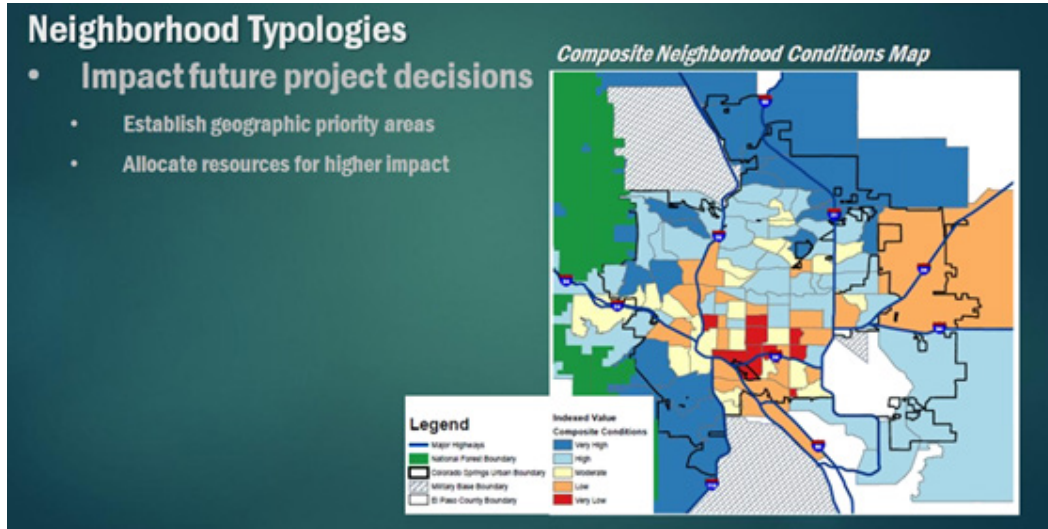 Neighborhood Typologies
• Impact future project decisions
• Establish geographic priority areas
• Allocate resources for higher impact
Composite Neighborhood Conditions Map
Legend
Major Highways
National Forest Boundary
Colorado Springs Urban Boundary
Military Base Boundary
El Paso County Boundary
Indexed Value
Composite Conditions
Very High
High
Moderate
Low
Very Low